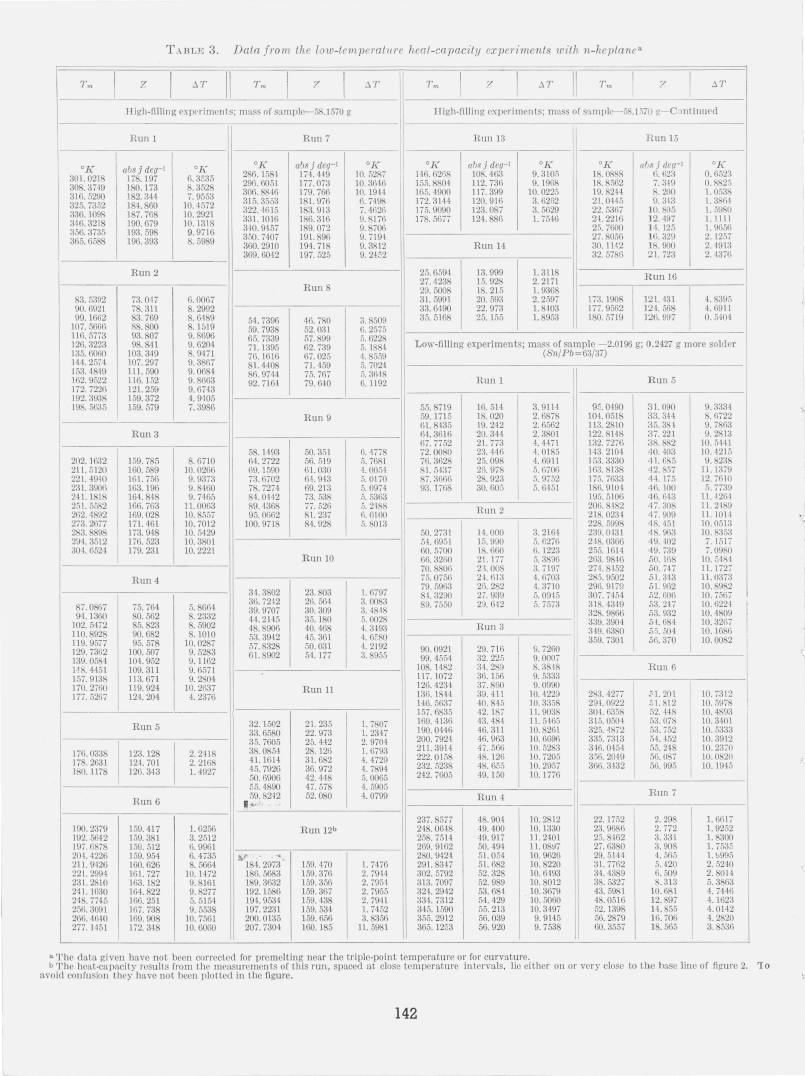 TABLE 3. Data from the low-temperature heat-capacity experiments with n-heptane a
Tm Z ΔT Tm Z ΔT Tm Z ΔT Tm Z ΔT
High-filling experiments; mass of sample—58.1570 g
Run 1
°K abs j deg-1 °K
301.0218 178.197 6.3535
308.3749 180.173 8.3528
316.5290 182.344 7.9553
325.7352 184.860 10.4572
336.1098 187.768 10.2921
346.3218 190.679 10.1318
356.3735 193.598 9.9716
365.6588 196.393 8.5989
Run 2
83.5392 73.047 6.0067
90.6921 78.311 8.2992
99.1662 83.769 8.6489
107.5666 88.800 8.1519
116.5773 93.807 9.8696
126.3223 98.841 9.6204
135.6060 103.349 8.9471
144.2574 107.297 9.3867
153.4849 111.590 9.0684
162.9522 116.152 9.8663
172.7226 121.259 9.6743
192.3938 159.372 4.9405
198.5635 159.579 7.3986
Run 3
202.1632 159.785 8.6710
211.5120 160.589 10.0266
221.4940 161.756 9.9373
231.3906 163.196 9.8460
241.1818 164.848 9.7465
251.5582 166.763 11.0063
262.4892 169.028 10.8557
273.2677 171.461 10.7012
283.8898 173.948 10.5429
294.3512 176.523 10.3801
304.6524 179.231 10.2221
Run 4
87.0867 75.764 5.8664
94.1360 80.562 8.2332
102.5472 85.823 8.5902
110.8928 90.682 8.1010
119.9577 95.578 10.0287
129.7362 100.507 9.5283
139.0584 104.952 9.1162
148.4451 109.311 9.6571
157.9138 113.671 9.2804
170.2760 119.924 10.2637
177.5267 124.204 4.2376
Run 5
176.0338 123.128 2.2418
178.2631 124.701 2.2168
180.1178 126.343 1.4927
Run 6
190.2379 159.417 1.6256
192.5642 159.381 3.2512
197.6878 159.512 6.9961
204.4226 159.954 6.4735
211.9426 160.626 8.5664
221.2994 161.727 10.1472
231.2810 163.182 9.8161
241.1030 164.822 9.8277
248.7745 166.251 5.5154
256.3091 167.738 9.5538
266.4640 169.908 10.7561
277.1451 172.348 10.6060
Run 7
°K abs j deg-1 °K
286.1584 174.449 10.5287
296.6051 177.073 10.3646
306.8846 179.766 10.1944
315.3553 181.976 6.7498
322.4615 183.913 7.4626
331.1016 186.316 9.8176
340.9457 189.072 9.8706
350.7407 191.896 9.7194
360.2910 194.718 9.3812
369.6042 197.525 9.2452
Run 8
54.7396 46.780 3.8509
59.7938 52.031 6.2575
65.7339 57.899 5.6228
71.1395 62.739 5.1884
76.1616 67.025 4.8559
81.4408 71.459 5.7024
86.9744 75.767 5.3648
92.7164 79.640 6.1192
Run 9
58.1493 50.351 6.4778
64.2722 56.519 5.7681
69.1590 61.030 4.0054
73.6702 64.943 5.0170
78.7274 69.213 5.0974
84.0442 73.538 5.5363
89.4368 77.526 5.2488
95.0662 81.237 6.0100
100.9718 84.928 5.8013
Run 10
34.3802 23.803 1.6797
36.7242 26.564 3.0083
39.9707 30.309 3.4848
44.2145 35.180 5.0028
48.8906 40.468 4.3493
53.3942 45.361 4.6580
57.8328 50.031 4.2192
61.8902 54.177 3.8955
Run 11
32.1502 21.235 1.7807
33.6580 22.973 1.2347
35.7605 25.442 2.9704
38.0854 28.126 1.6793
41.1614 31.682 4.4729
45.7926 36.972 4.7894
50.6906 42.448 5.0065
55.4890 47.578 4.5905
59.8242 52.080 4.0799
Run 12b
184.2973 159.470 1.7476
186.5683 159.376 2.7944
189.3632 159.356 2.7954
192.1586 159.367 2.7955
194.9534 159.438 2.7941
197.2231 159.534 1.7452
200.0135 159.656 3.8356
207.7304 160.185 11.5981
High-filling experiments; mass of sample—58.1570 g—Continued
Run 13
°K abs j deg-1 °K
146.6268 108.463 9.3105
155.8804 112.736 9.1968
165.4900 117.399 10.0225
172.3144 120.916 3.6262
175.9090 123.087 3.5629
178.5677 124.886 1.7546
Run 14
25.6594 13.999 1.3118
27.4238 15.928 2.2171
29.5008 18.215 1.9368
31.5991 20.593 2.2597
33.6490 22.973 1.8403
35.5168 25.155 1.8953
Run 15
°K abs j deg-1 °K
18.0888 6.623 0.6523
18.8562 7.349 0.8825
19.8244 8.290 1.0538
21.0445 9.343 1.3864
22.5367 10.805 1.5980
24.2216 12.497 1.1111
25.7600 14.125 1.9656
27.8056 16.329 2.1257
30.1142 18.900 2.4913
32.5786 21.723 2.4376
Run 16
173.1908 121.431 4.8395
177.9562 124.568 4.6911
180.5719 126.997 0.5404
Low-filling experiments; mass of sample —2.0196 g; 0.2427 g more solder
(Sn/Pb=63/37)
Run 1
55.8719 16.514 3.9114
59.1715 18.020 2.6878
61.8435 19.242 2.6562
64.3616 20.344 2.3801
67.7752 21.773 4.4471
72.0080 23.446 4.0185
76.3628 25.098 4.6911
81.5437 26.978 5.6706
87.3666 28.923 5.9752
93.1768 30.605 5.6451
Run 2
50.2731 14.000 3.2164
54.6951 15.990 5.6276
60.5700 18.660 6.1223
66.3260 21.177 5.3896
70.8806 23.008 3.7197
75.0756 24.613 4.6703
79.5963 26.282 4.3710
84.3290 27.939 5.0945
89.7550 29.642 5.7573
Run 3
90.0921 29.716 9.7260
99.4554 32.225 9.0007
108.1482 34.289 8.3848
117.1072 36.156 9.5333
126.4234 37.860 9.0990
136.1844 39.411 10.4229
146.5637 40.845 10.3358
157.6835 42.187 11.9038
169.4136 43.484 11.5465
190.0446 46.311 10.8261
200.7924 46.963 10.6696
211.3914 47.566 10.5283
222.0158 48.126 10.7205
232.5238 48.655 10.2957
242.7605 49.150 10.1776
Run 4
237.8577 48.904 10.2812
248.0648 49.400 10.1330
258.7514 49.917 11.2401
269.9162 50.494 11.0897
280.9424 51.054 10.9626
291.8347 51.682 10.8220
302.5792 52.328 10.6493
313.7097 52.989 10.8012
324.2942 53.684 10.3679
334.7312 54.429 10.5060
345.1590 55.213 10.3497
355.2912 56.039 9.9145
365.1253 56.920 9.7538
Run 5
95.0490 31.090 9.3334
104.0518 33.344 8.6722
113.2810 35.384 9.7863
122.8148 37.221 9.2813
132.7276 38.882 10.5441
143.2104 40.403 10.4215
153.3330 41.685 9.8238
163.8138 42.857 11.1379
175.7633 44.175 12.7610
186.9104 46.100 5.7739
195.5106 46.643 11.4264
206.8482 47.308 11.2489
218.0234 47.909 11.1014
228.5998 48.451 10.0513
239.0431 48.963 10.8353
248.0366 49.402 7.1517
255.1614 49.739 7.0980
263.9846 50.168 10.5484
274.8452 50.747 11.1727
285.9502 51.343 11.0373
296.9179 51.962 10.8982
307.7454 52.606 10.7567
318.4349 53.247 10.6224
328.9866 53.932 10.4809
339.3904 54.684 10.3267
349.6380 55.504 10.1686
359.7301 56.370 10.0082
Run 6
283.4277 51.201 10.7312
294.0922 51.812 10.5978
304.6358 52.448 10.4893
315.0504 53.078 10.3401
325.4872 53.752 10.5333
335.7313 54.452 10.3912
346.0454 55.248 10.2370
356.2049 56.087 10.0820
366.3432 56.995 10.1945
Run 7
22.1752 2.298 1.6617
23.9686 2.772 1.9252
25.8462 3.331 1.8300
27.6380 3.908 1.7535
29.5144 4.565 1.9995
31.7762 5.420 2.5240
34.4389 6.509 2.8014
38.5327 8.313 5.3863
43.5981 10.681 4.7446
48.0516 12.897 4.1623
52.1398 14.855 4.0142
56.2879 16.706 4.2820
60.3557 18.565 3.8536
a The data given have not been corrected for premelting near the triple-point temperature or for curvature.
b The heat-capacity results from the measurements of this run, spaced at close temperature intervals, lie either on or very close to the base line of figure 2. To
avoid confusion they have not been plotted in the figure.
142